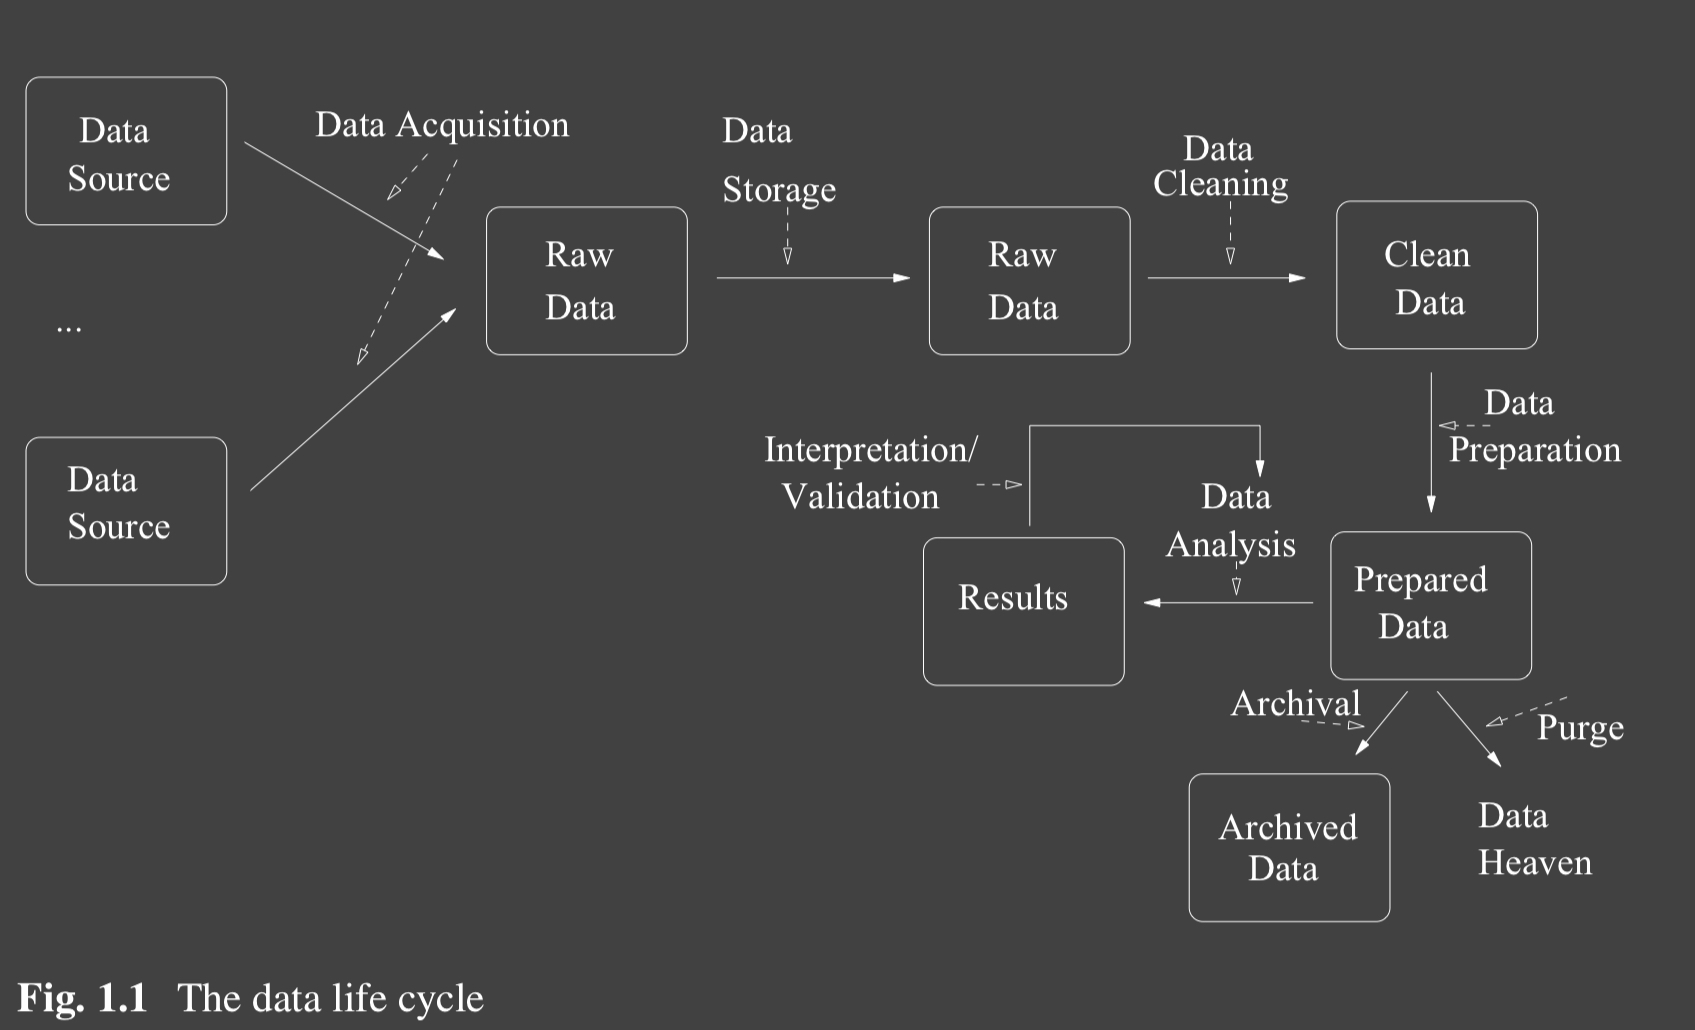 Data
Source
Data Acquisition
Data
Storage
Data
Cleaning
Raw
Data
Raw
Data
Clean
Data
...
Data
Source
Data
Preparation
Interpretation/
Validation
Data
Analysis
Results
Prepared
Data
Archival
Purge
Archived
Data
Data
Heaven
Fig. 1.1 The data life cycle